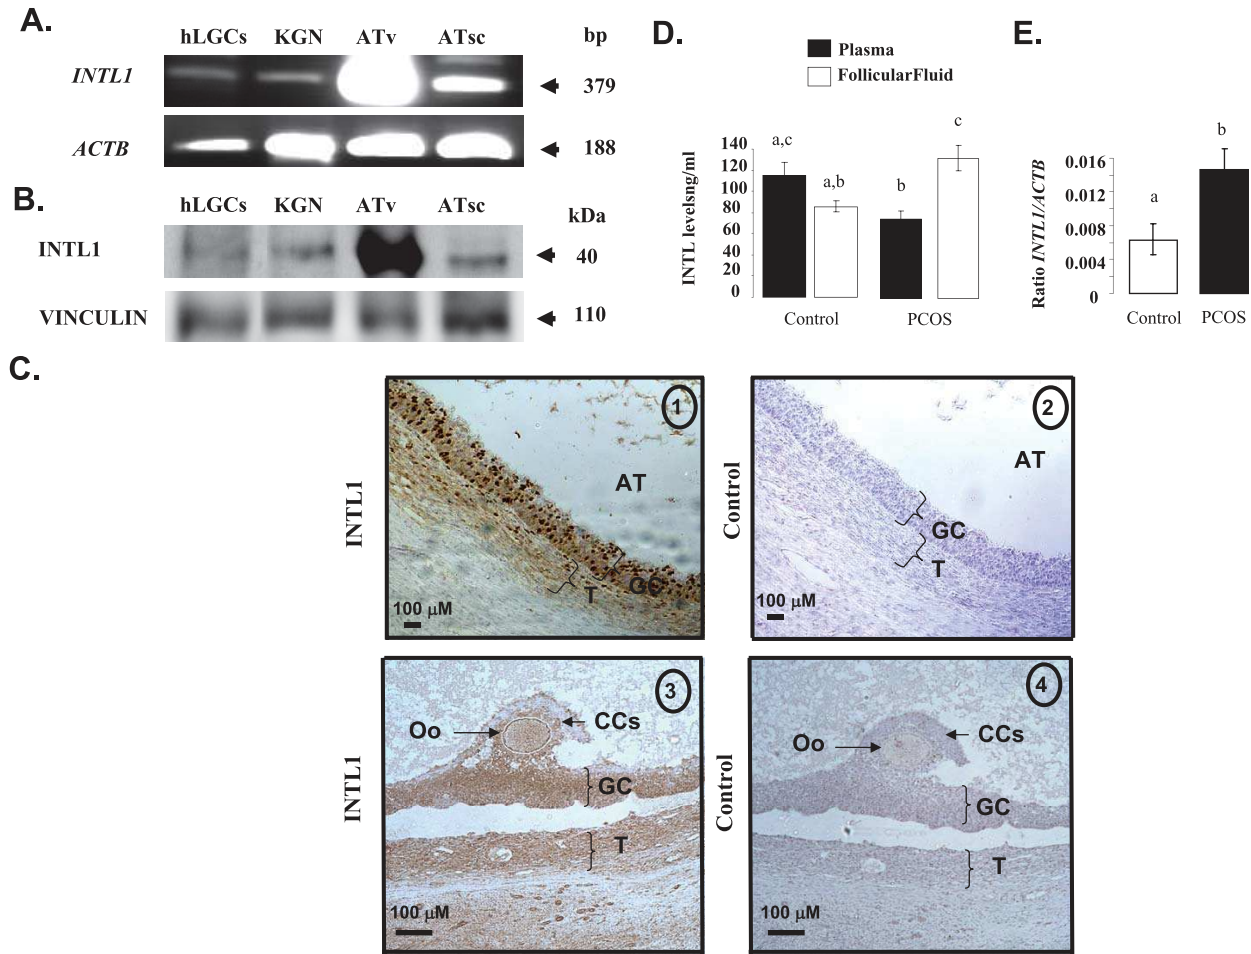 A.
hLGCs KGN ATv ATsc bp
INTL1 379
ACTB 188
B.
hLGCs KGN ATv ATsc kDa
INTL1 40
VINCULIN 110
D.
Plasma
FollicularFluid
INTL levelsng/ml
140
120
100
80
60
40
20
0
a,c
a,b
b
c
Control PCOS
E.
Ratio INTL1/ACTB
0.016
0.012
0.008
0.004
0
a
b
Control PCOS
C.
INTL1
1
AT
GC
T
100 µM
Control
2
AT
GC
T
100 µM
INTL1
3
Oo
CCs
GC
T
100 µM
Control
4
Oo
CCs
GC
T
100 µM